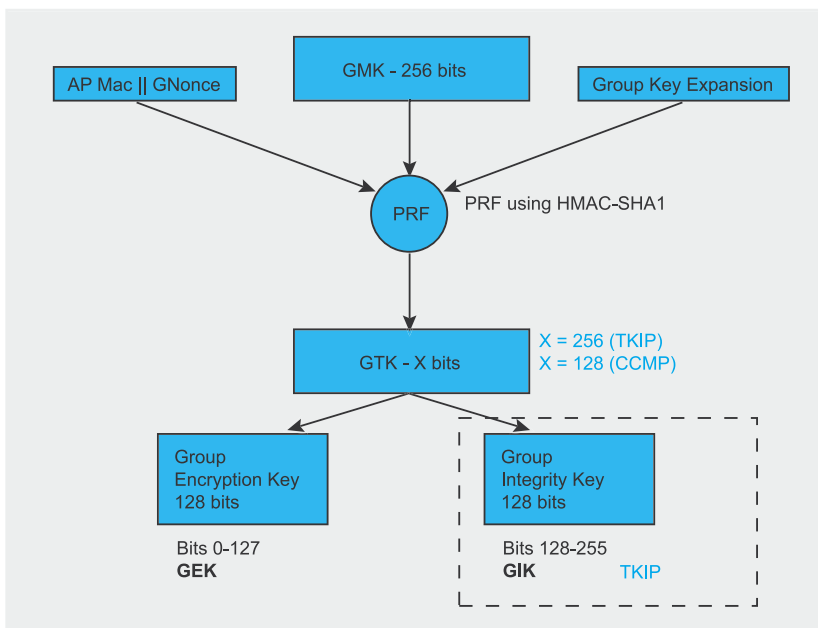 GMK - 256 bits
AP Mac || GNonce
Group Key Expansion
PRF
PRF using HMAC-SHA1
GTK - X bits
X = 256 (TKIP)
X = 128 (CCMP)
Group
Encryption Key
128 bits
Bits 0-127
GEK
Group
Integrity Key
128 bits
Bits 128-255
GIK
TKIP